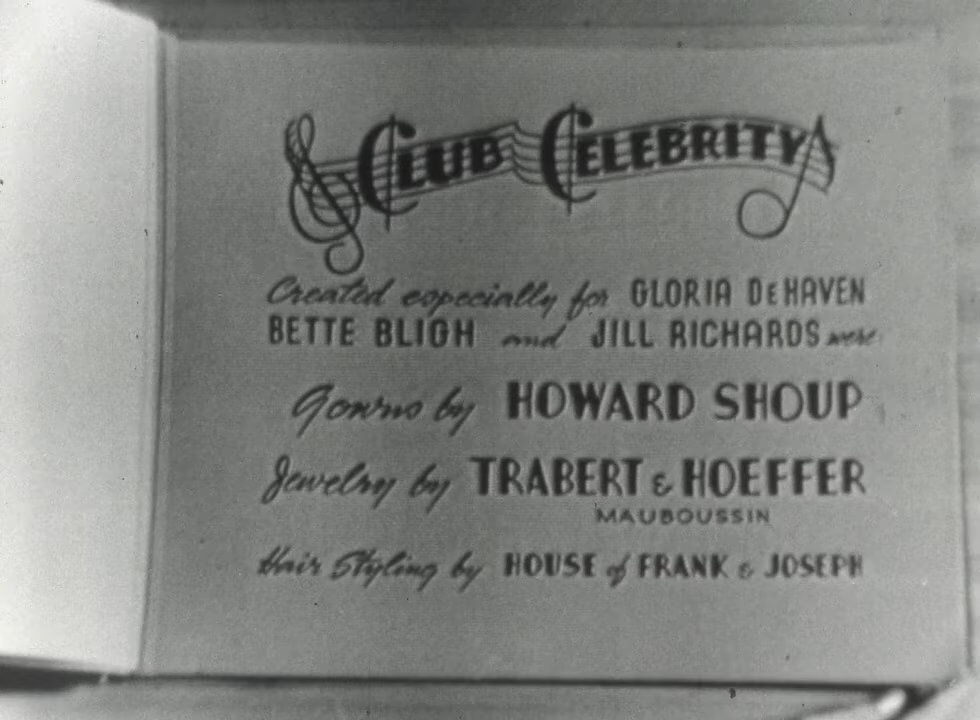 CLUB CELEBRITY
Created especially for GLORIA DEHAVEN
BETTE BLIGH and JILL RICHARDS were
Gowns by HOWARD SHOUP
Jewelry by TRABERT & HOEFFER
MAUBOUSSIN
Hair Styling by HOUSE of FRANK & JOSEPH